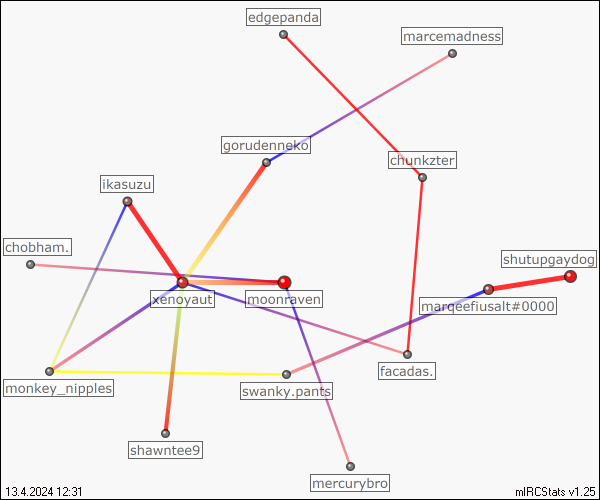 edgepanda
marcemadness
gorudenneko
chunkzter
ikasuzu
chobham.
shutupgaydog
xenoyaut
moonraven
marqeefiusalt#0000
monkey_nipples
swanky.pants
facadas.
shawntee9
mercurybro
13.4.2024 12:31
mIRCStats v1.25